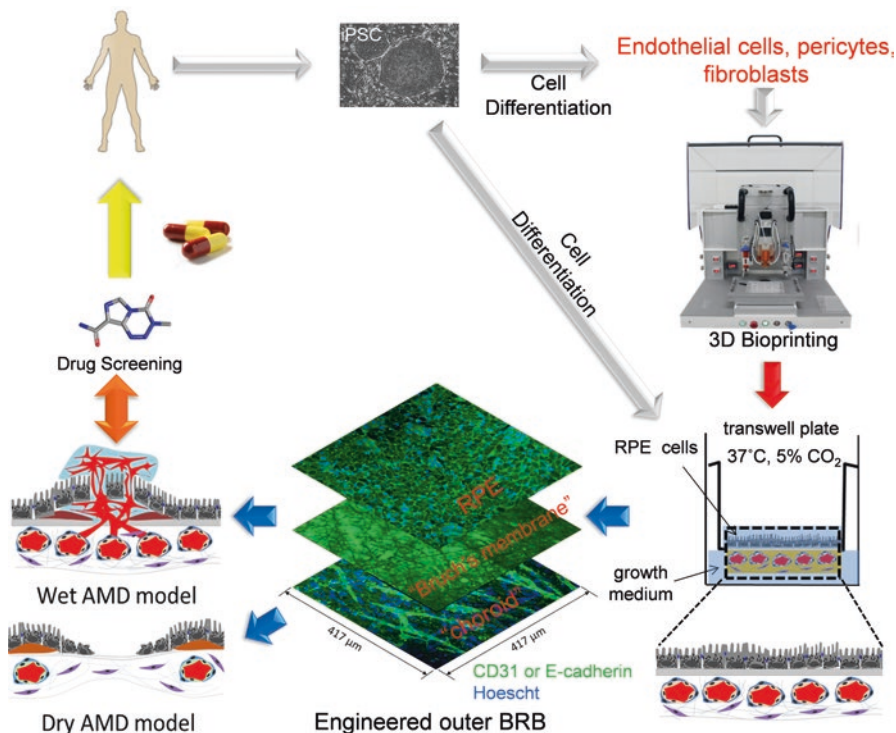 iPSC
Cell
Differentiation
Endothelial cells, pericytes,
fibroblasts
Cell
Differentiation
3D Bioprinting
Drug Screening
transwell plate
RPE cells
37°C, 5% CO2
growth
medium
RPE
"Bruch's membrane"
"choroid"
417 µm
417 µm
CD31 or E-cadherin
Hoescht
Engineered outer BRB
Wet AMD model
Dry AMD model